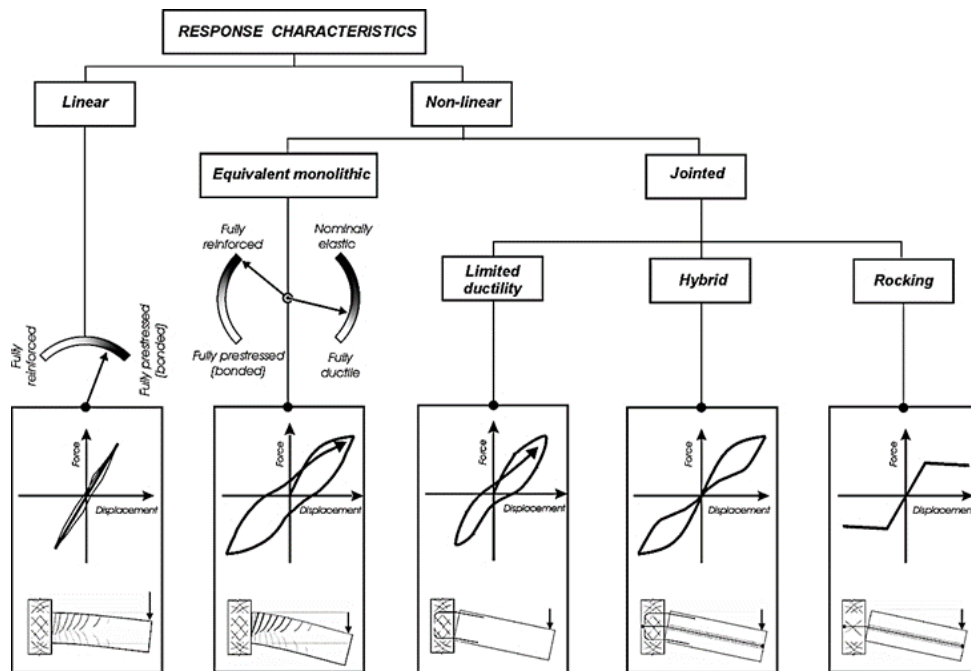 RESPONSE CHARACTERISTICS
Linear
Non-linear
Equivalent monolithic
Jointed
Fully
reinforced
Nominally
elastic
Limited
ductility
Hybrid
Rocking
Fully prestressed
{bonded}
Fully
ductile
Fully
reinforced
Fully prestressed
{bonded}
Force
Displacement
Force
Displacement
Force
Displacement
Force
Displacement
Force
Displacement